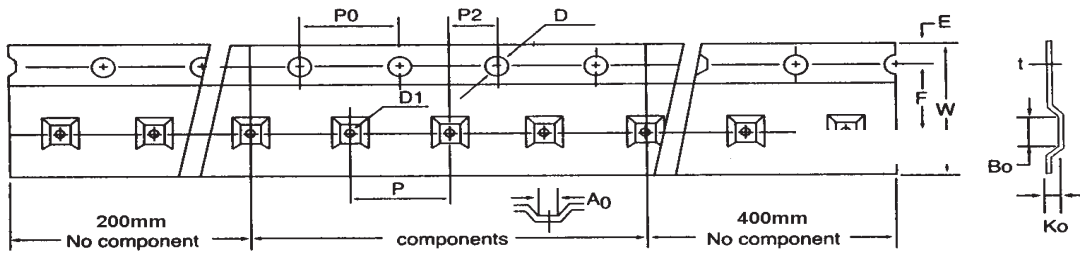 P0
P2
D
E
t
D1
F
W
Bo
P
A0
200mm
No component
components
400mm
No component
Ko